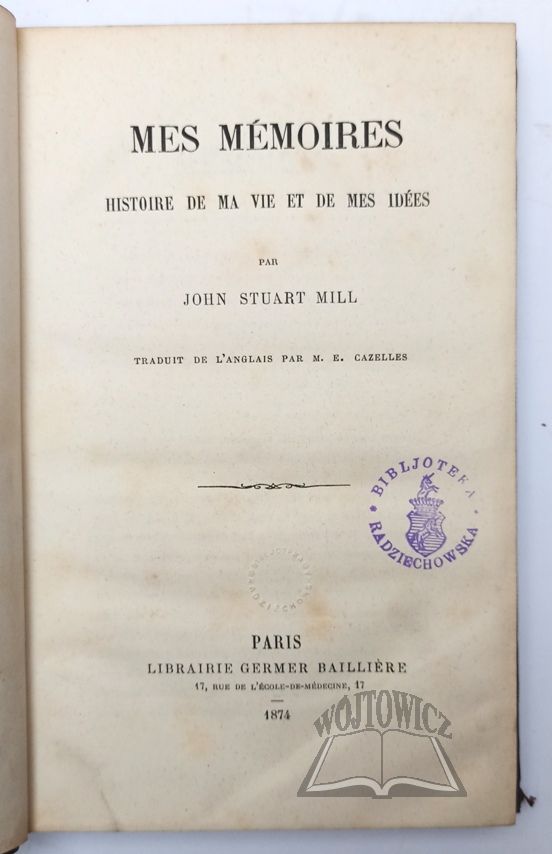 MES MÉMOIRES
HISTOIRE DE MA VIE ET DE MES IDÉES
PAR
JOHN STUART MILL
TRADUIT DE L'ANGLAIS PAR M. E. CAZELLES
* BIBLJOTEKA *
RADZIECHOWSKA
PARIS
LIBRAIRIE GERMER BAILLIÈRE
17, RUE DE L'ÉCOLE-DE-MÉDECINE, 17
1874
WÓJTOWICZ